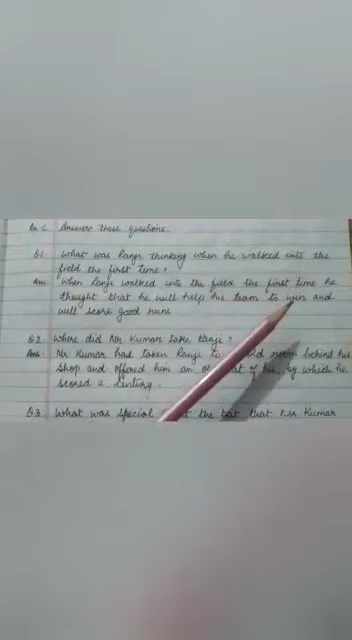 Ex C Answer these questions.
Q1 What was Ranji thinking when he walked into the
field the first time?
Ans: When Ranji walked into the field the first time he
thought that he will help his team to win and
will score good runs
Q.2 Where did Mr Kumar take Ranji?
Ans: Mr Kumar had taken Ranji to behind his
shop and offered him an of his, by which he
scored a century.
Q3 What was special the bat that Mr Kumar